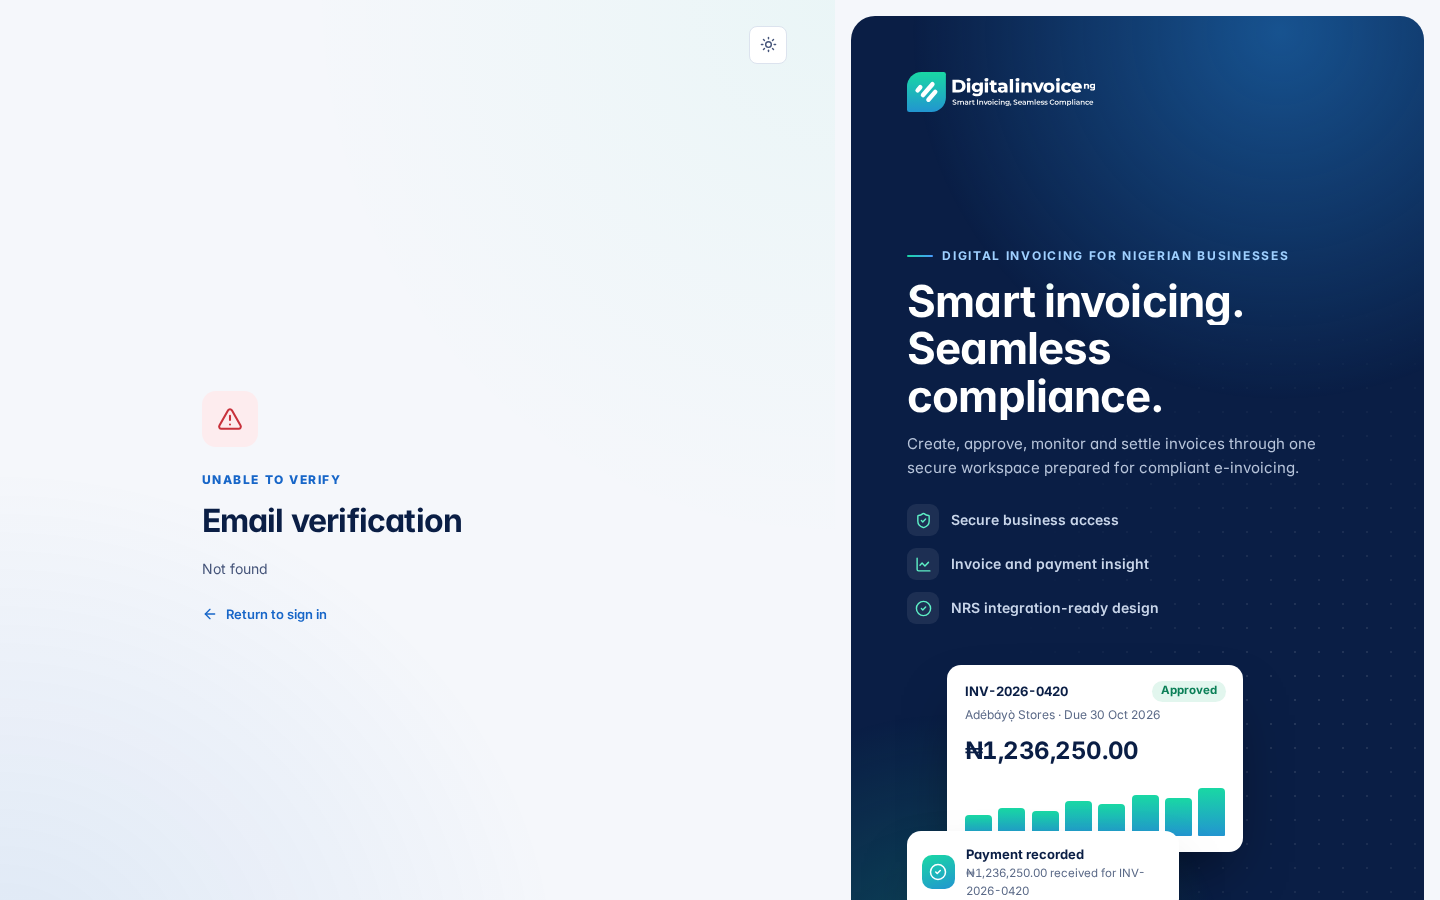 UNABLE TO VERIFY
Email verification
Not found
Return to sign in
Digitalinvoice ng
Smart Invoicing, Seamless Compliance
DIGITAL INVOICING FOR NIGERIAN BUSINESSES
Smart invoicing.
Seamless
compliance.
Create, approve, monitor and settle invoices through one
secure workspace prepared for compliant e-invoicing.
Secure business access
Invoice and payment insight
NRS integration-ready design
INV-2026-0420
Approved
Adébáyọ̀ Stores · Due 30 Oct 2026
₦1,236,250.00
Payment recorded
₦1,236,250.00 received for INV-
2026-0420